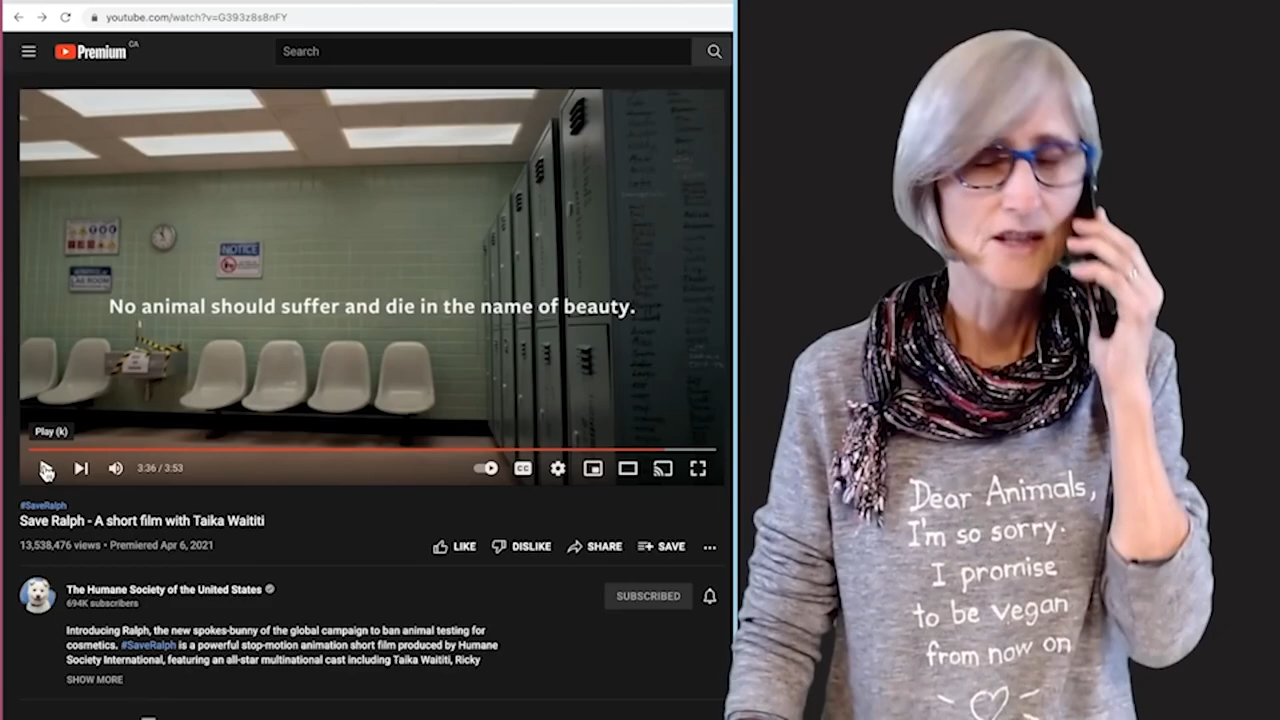 youtube.com/watch?v=G393z8s8nFY
Premium CA
Search
NOTICE
LAB ROOM
No animal should suffer and die in the name of beauty.
Play (k)
3:36 / 3:53
CC
#SaveRalph
Save Ralph - A short film with Taika Waititi
13,538,476 views • Premiered Apr 6, 2021
LIKE
DISLIKE
SHARE
SAVE
The Humane Society of the United States
694K subscribers
SUBSCRIBED
Introducing Ralph, the new spokes-bunny of the global campaign to ban animal testing for
cosmetics. #SaveRalph is a powerful stop-motion animation short film produced by Humane
Society International, featuring an all-star multinational cast including Taika Waititi, Ricky
SHOW MORE
Dear Animals,
I'm so sorry.
I promise
to be vegan
from now on